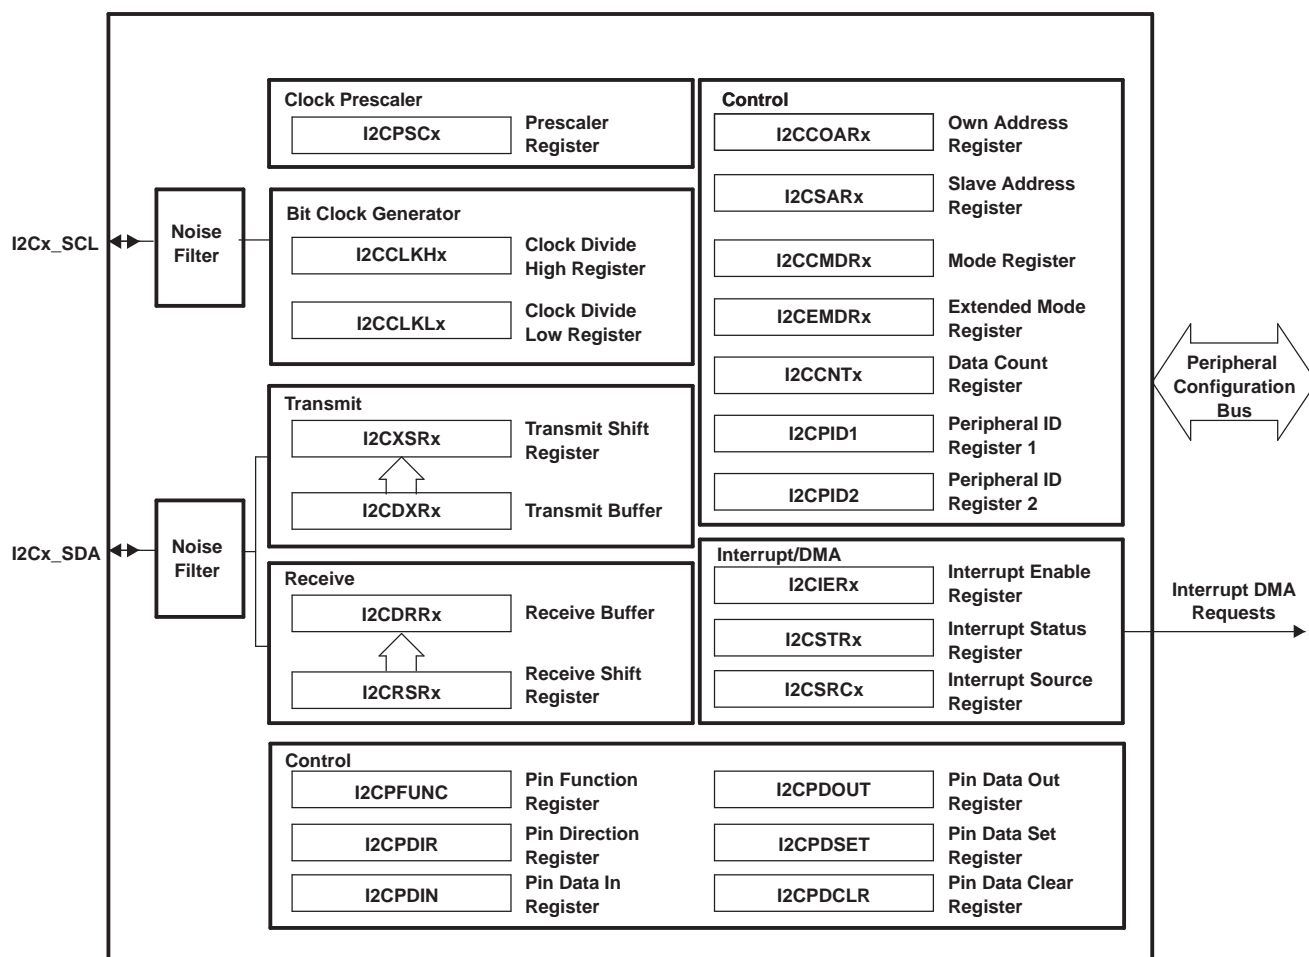 Clock Prescaler
I2CPSCx
Prescaler
Register
I2Cx_SCL
Noise
Filter
Bit Clock Generator
I2CCLKHx
Clock Divide
High Register
I2CCLKLx
Clock Divide
Low Register
Transmit
I2CXSRx
Transmit Shift
Register
I2CDXRx
Transmit Buffer
I2Cx_SDA
Noise
Filter
Receive
I2CDRRx
Receive Buffer
I2CRSRx
Receive Shift
Register
Control
I2CCOARx
Own Address
Register
I2CSARx
Slave Address
Register
I2CCMDRx
Mode Register
I2CEMDRx
Extended Mode
Register
I2CCNTx
Data Count
Register
I2CPID1
Peripheral ID
Register 1
I2CPID2
Peripheral ID
Register 2
Peripheral
Configuration
Bus
Interrupt/DMA
I2CIERx
Interrupt Enable
Register
I2CSTRx
Interrupt Status
Register
I2CSRCx
Interrupt Source
Register
Interrupt DMA
Requests
Control
I2CPFUNC
Pin Function
Register
I2CPDIR
Pin Direction
Register
I2CPDIN
Pin Data In
Register
I2CPDOUT
Pin Data Out
Register
I2CPDSET
Pin Data Set
Register
I2CPDCLR
Pin Data Clear
Register